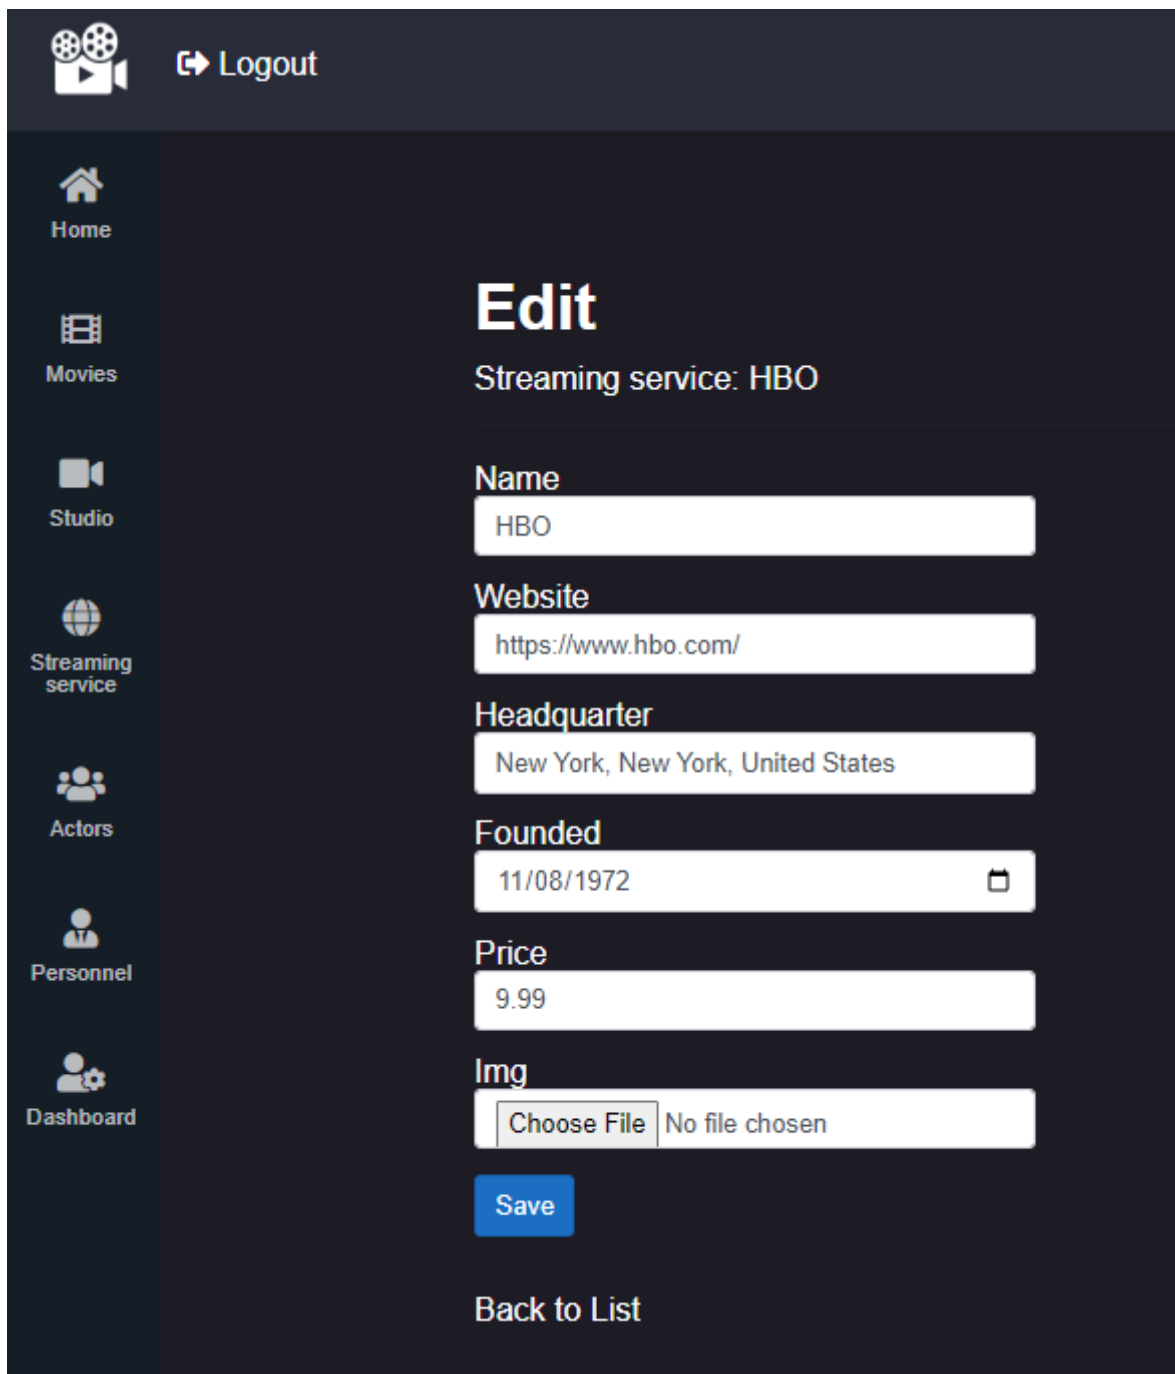 Logout
Home
Movies
Studio
Streaming
service
Actors
Personnel
Dashboard
Edit
Streaming service: HBO
Name
HBO
Website
https://www.hbo.com/
Headquarter
New York, New York, United States
Founded
11/08/1972
Price
9.99
Img
Choose File No file chosen
Save
Back to List